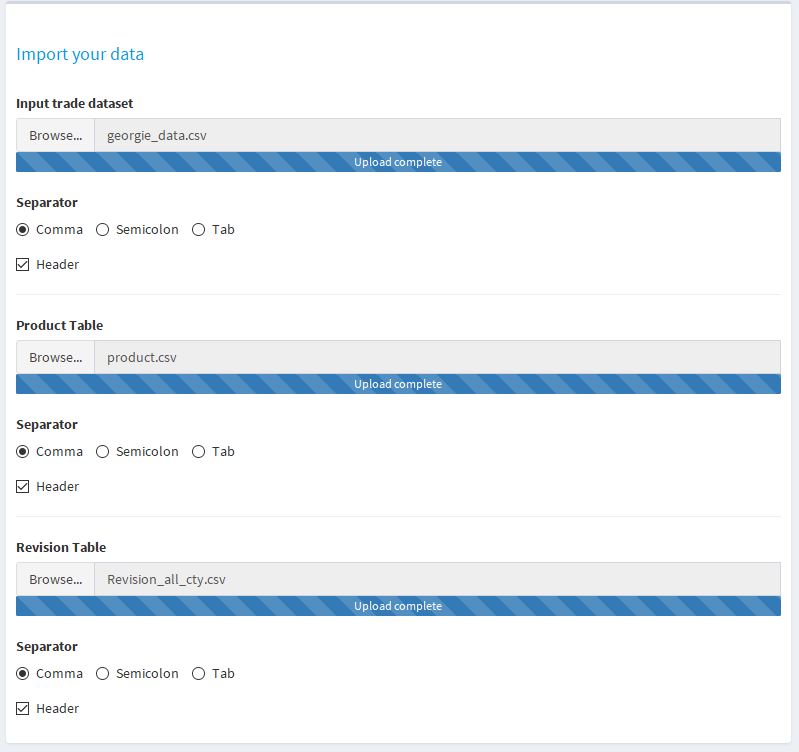 Import your data
Input trade dataset
Browse... georgie_data.csv
Upload complete
Separator
Comma Semicolon Tab
Header
Product Table
Browse... product.csv
Upload complete
Separator
Comma Semicolon Tab
Header
Revision Table
Browse... Revision_all_cty.csv
Upload complete
Separator
Comma Semicolon Tab
Header